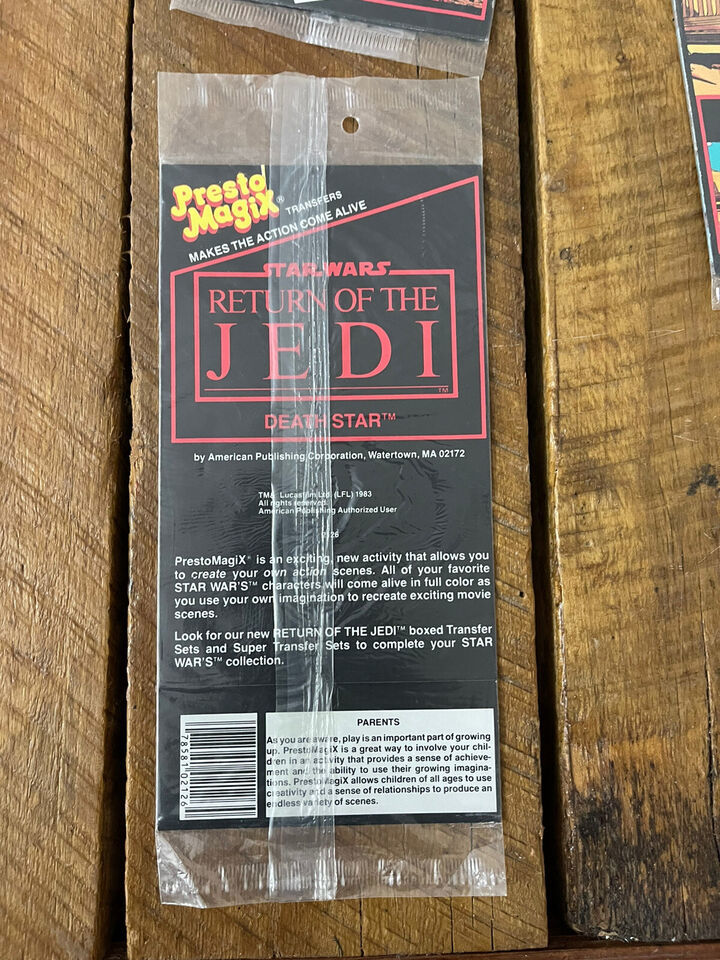 Presto MagiX® TRANSFERS
MAKES THE ACTION COME ALIVE
STAR WARS
RETURN OF THE
JEDI
TM
DEATH STAR™
by American Publishing Corporation, Watertown, MA 02172
TM& Lucasfilm Ltd. (LFL) 1983
All rights reserved.
American Publishing Authorized User
PrestoMagiX® is an exciting, new activity that allows you
to create your own action scenes. All of your favorite
STAR WAR'S™ characters will come alive in full color as
you use your own imagination to recreate exciting movie
scenes.
Look for our new RETURN OF THE JEDI™ boxed Transfer
Sets and Super Transfer Sets to complete your STAR
WAR'S™ collection.
PARENTS
As you are aware, play is an important part of growing
up. PrestoMagiX is a great way to involve your chil-
dren in an activity that provides a sense of achieve-
ment and the ability to use their growing imagina-
tions. PrestoMagiX allows children of all ages to use
creativity and a sense of relationships to produce an
endless variety of scenes.